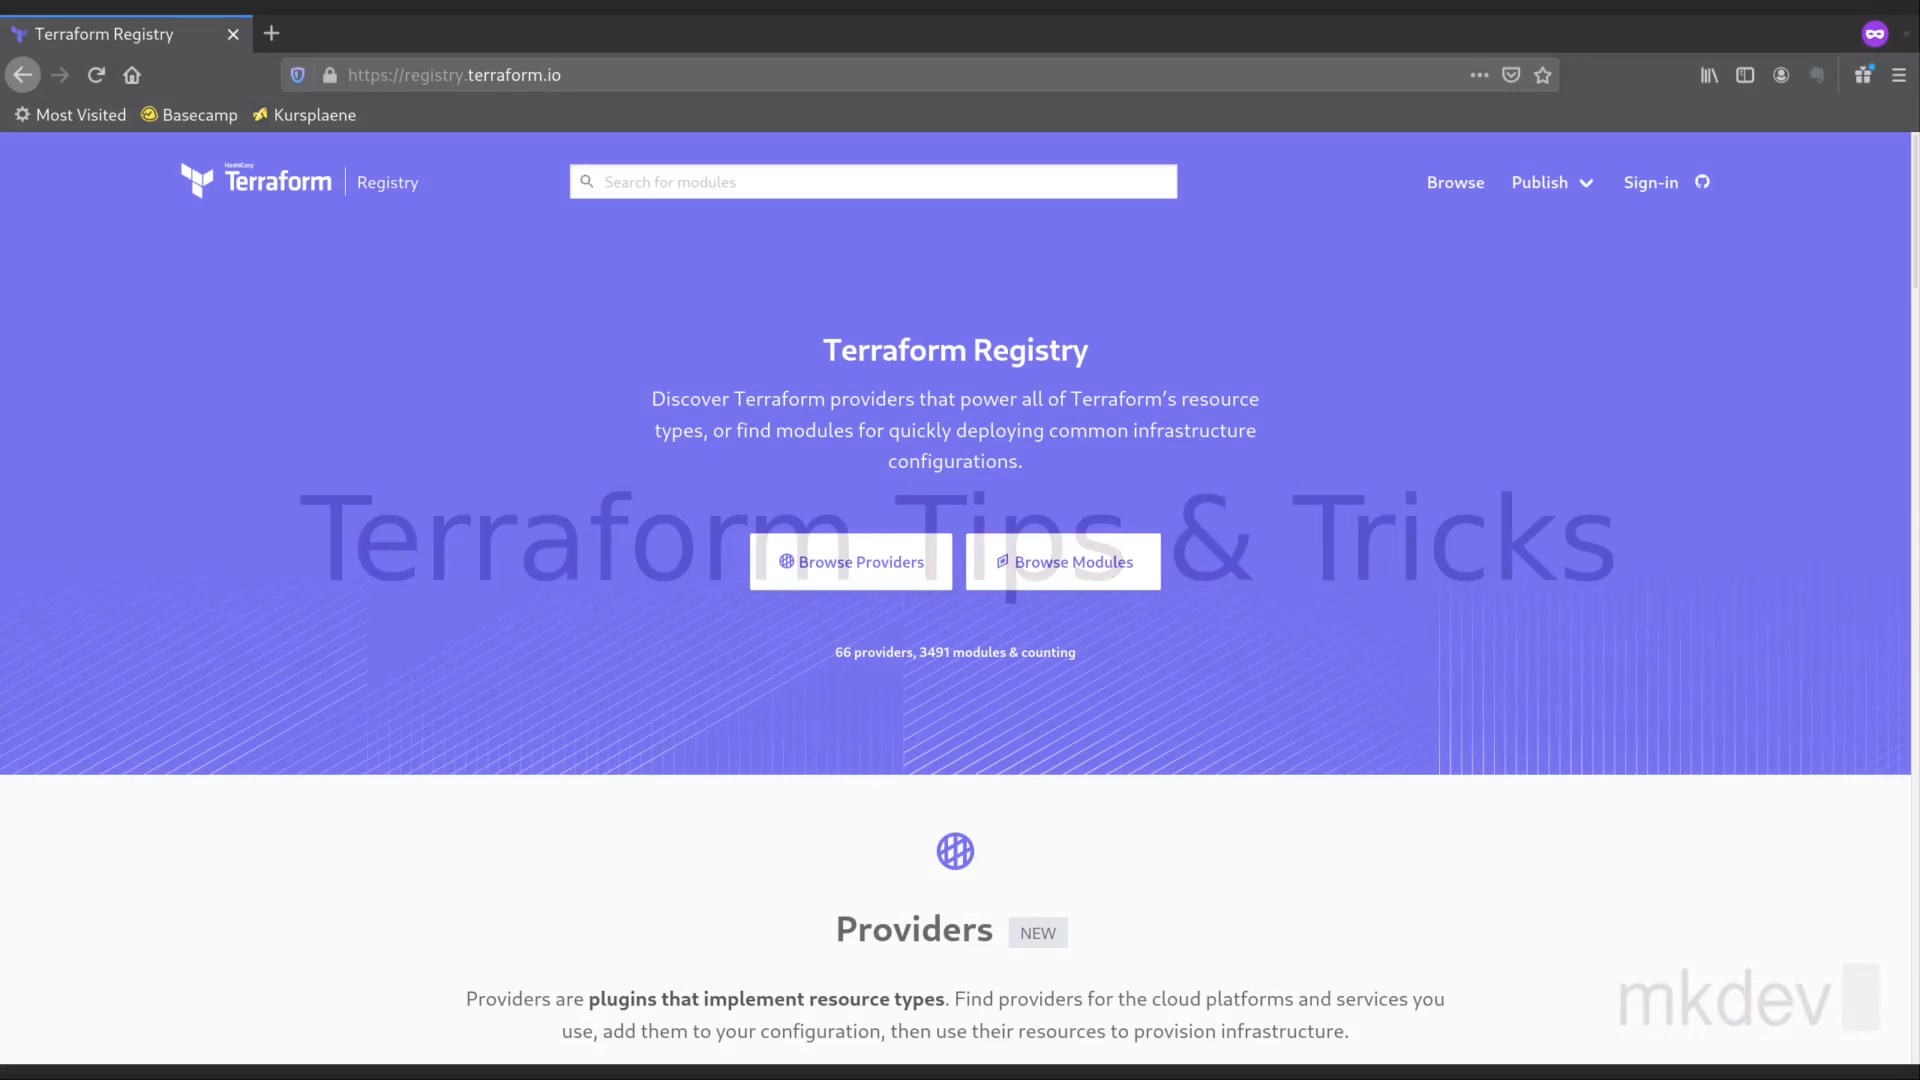 Terraform Registry
https://registry.terraform.io
Most Visited Basecamp Kursplaene
HashiCorp
Terraform Registry
Search for modules
Browse Publish Sign-in
Terraform Registry
Discover Terraform providers that power all of Terraform’s resource
types, or find modules for quickly deploying common infrastructure
configurations.
Terraform Tips & Tricks
Browse Providers Browse Modules
66 providers, 3491 modules & counting
Providers NEW
Providers are plugins that implement resource types. Find providers for the cloud platforms and services you
use, add them to your configuration, then use their resources to provision infrastructure.
mkdev